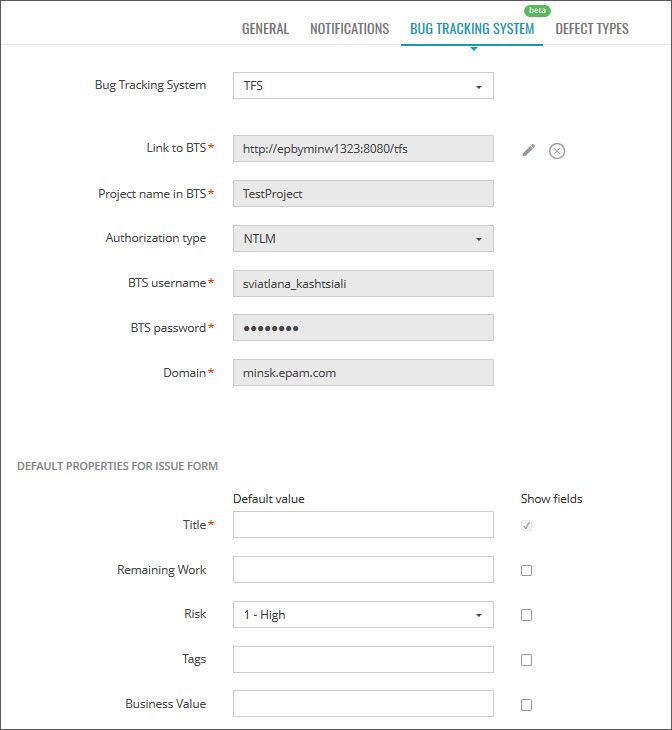 beta
GENERAL NOTIFICATIONS BUG TRACKING SYSTEM DEFECT TYPES
Bug Tracking System TFS
Link to BTS* http://epbyminw1323:8080/tfs
Project name in BTS* TestProject
Authorization type NTLM
BTS username* sviatlana_kashtsiali
BTS password* ●●●●●●●●
Domain* minsk.epam.com
DEFAULT PROPERTIES FOR ISSUE FORM
Default value Show fields
Title*
Remaining Work
Risk 1 - High
Tags
Business Value